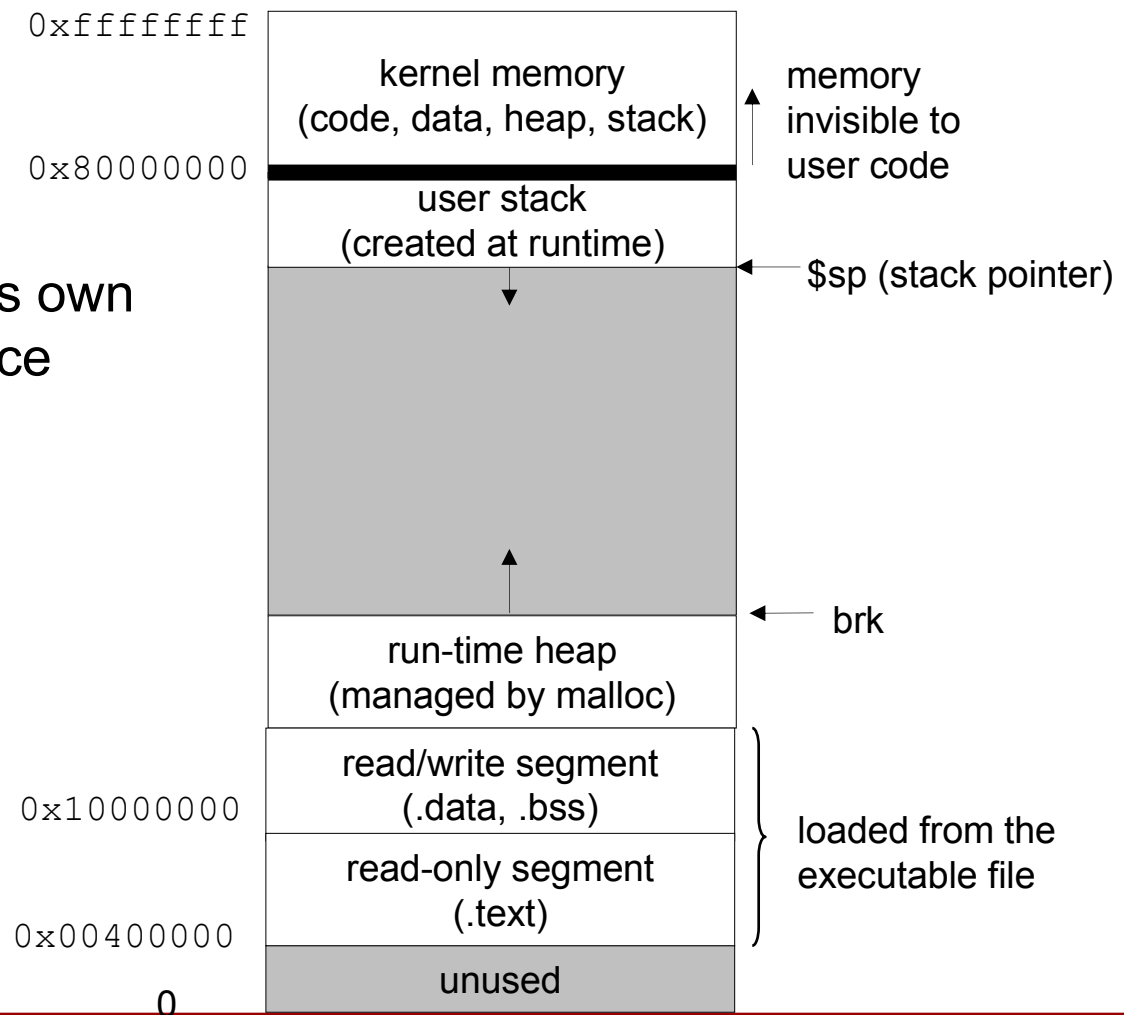 0xffffffff
kernel memory
(code, data, heap, stack)
memory
invisible to
user code
0x80000000
user stack
(created at runtime)
$sp (stack pointer)
s own
ce
brk
run-time heap
(managed by malloc)
read/write segment
(.data, .bss)
0x10000000
loaded from the
executable file
read-only segment
(.text)
0x00400000
unused
0